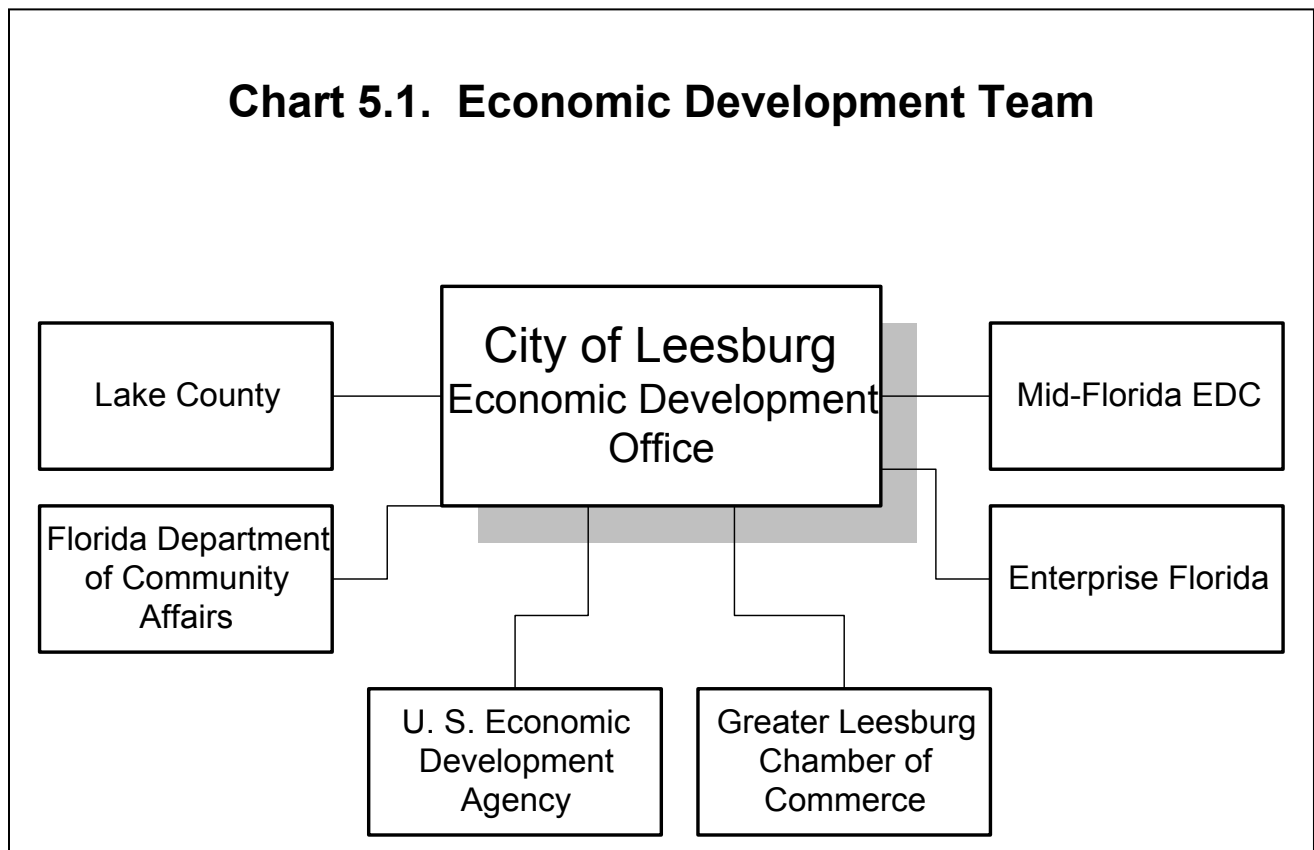 Chart 5.1. Economic Development Team
City of Leesburg
Economic Development
Office
Lake County
Mid-Florida EDC
Florida Department
of Community
Affairs
Enterprise Florida
U. S. Economic
Development
Agency
Greater Leesburg
Chamber of
Commerce